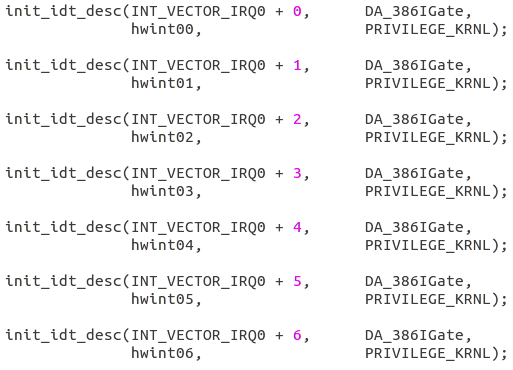 init_idt_desc(INT_VECTOR_IRQ0 + 0,      DA_386IGate,
              hwint00,                  PRIVILEGE_KRNL);
init_idt_desc(INT_VECTOR_IRQ0 + 1,      DA_386IGate,
              hwint01,                  PRIVILEGE_KRNL);
init_idt_desc(INT_VECTOR_IRQ0 + 2,      DA_386IGate,
              hwint02,                  PRIVILEGE_KRNL);
init_idt_desc(INT_VECTOR_IRQ0 + 3,      DA_386IGate,
              hwint03,                  PRIVILEGE_KRNL);
init_idt_desc(INT_VECTOR_IRQ0 + 4,      DA_386IGate,
              hwint04,                  PRIVILEGE_KRNL);
init_idt_desc(INT_VECTOR_IRQ0 + 5,      DA_386IGate,
              hwint05,                  PRIVILEGE_KRNL);
init_idt_desc(INT_VECTOR_IRQ0 + 6,      DA_386IGate,
              hwint06,                  PRIVILEGE_KRNL);